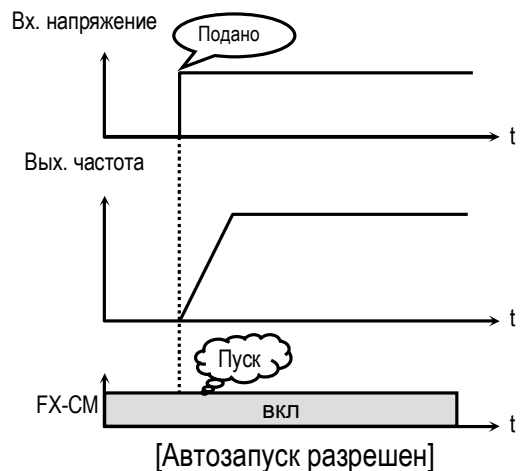 Вх. напряжение
Подано
t
Вых. частота
t
Пуск
FX-CM
вкл
t
[Автозапуск разрешен]